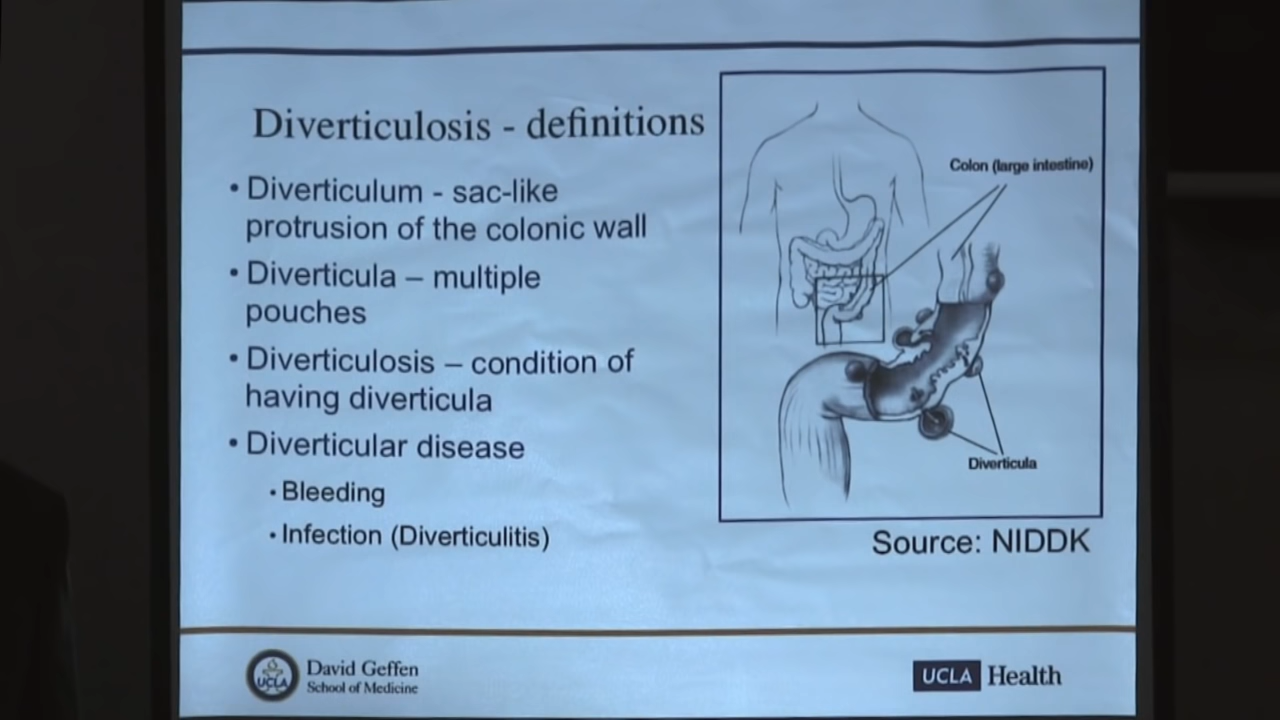 Diverticulosis - definitions
• Diverticulum - sac-like
protrusion of the colonic wall
• Diverticula – multiple
pouches
• Diverticulosis – condition of
having diverticula
• Diverticular disease
• Bleeding
• Infection (Diverticulitis)
Colon (large intestine)
Diverticula
Source: NIDDK
UCLA
David Geffen
School of Medicine
UCLA Health